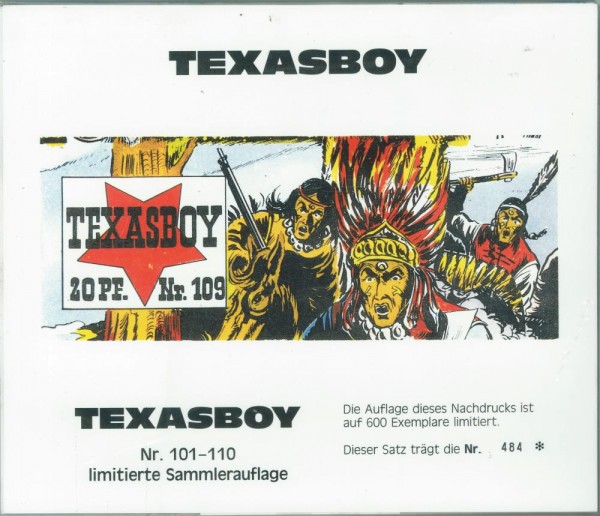 TEXASBOY
TEXASBOY
20 PF. Nr. 109
TEXASBOY
Nr. 101–110
limitierte Sammlerauflage
Die Auflage dieses Nachdrucks ist
auf 600 Exemplare limitiert.
Dieser Satz trägt die Nr. 484 *